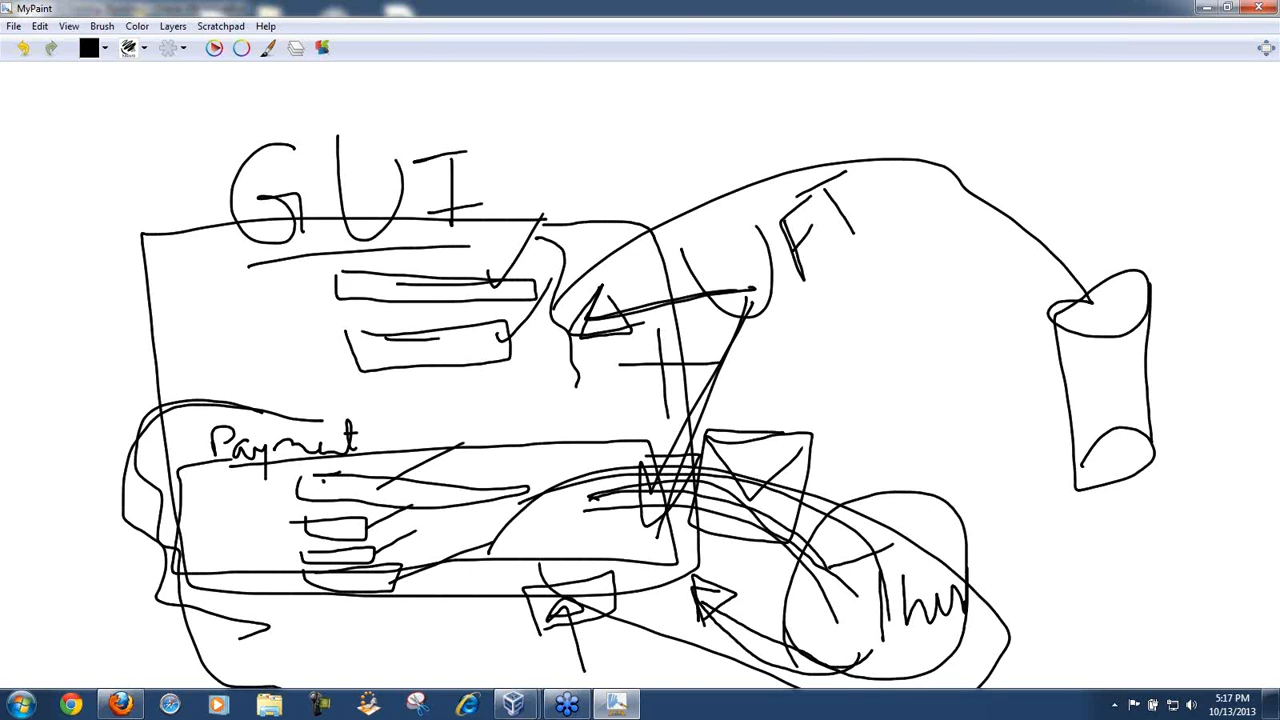 MyPaint
File Edit View Brush Color Layers Scratchpad Help
GUI
UFT
Payment
5:17 PM
10/13/2013